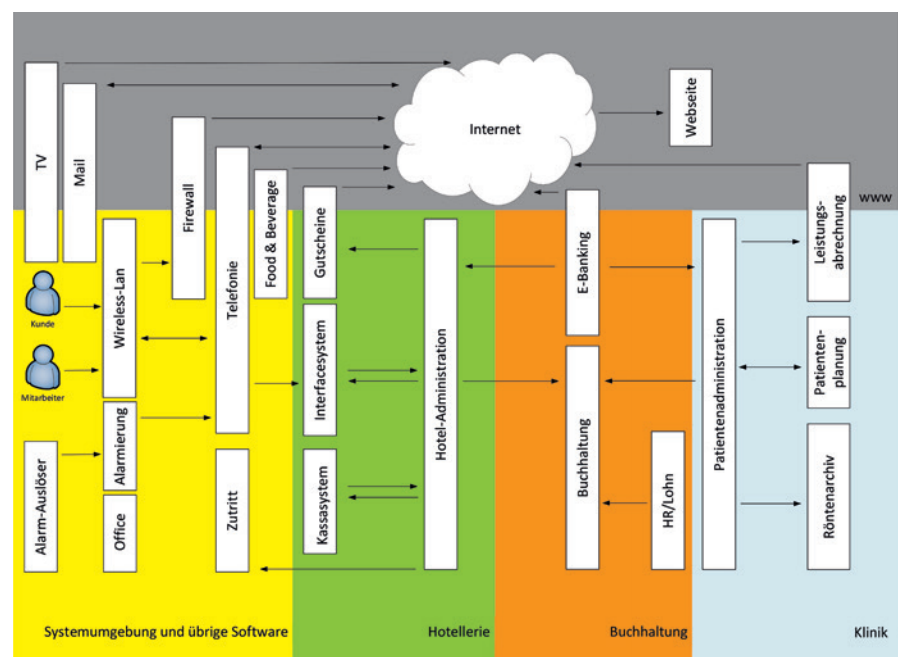 Internet
Webseite
www
TV
Mail
Firewall
Telefonie
Food & Beverage
Gutscheine
E-Banking
Leistungs-
abrechnung
Kunde
Mitarbeiter
Wireless-Lan
Interfacesystem
Hotel-Administration
Patientenadministration
Patienten-
planung
Alarm-Auslöser
Alarmierung
Office
Zutritt
Kassasystem
Buchhaltung
HR/Lohn
Röntenarchiv
Systemumgebung und übrige Software
Hotellerie
Buchhaltung
Klinik